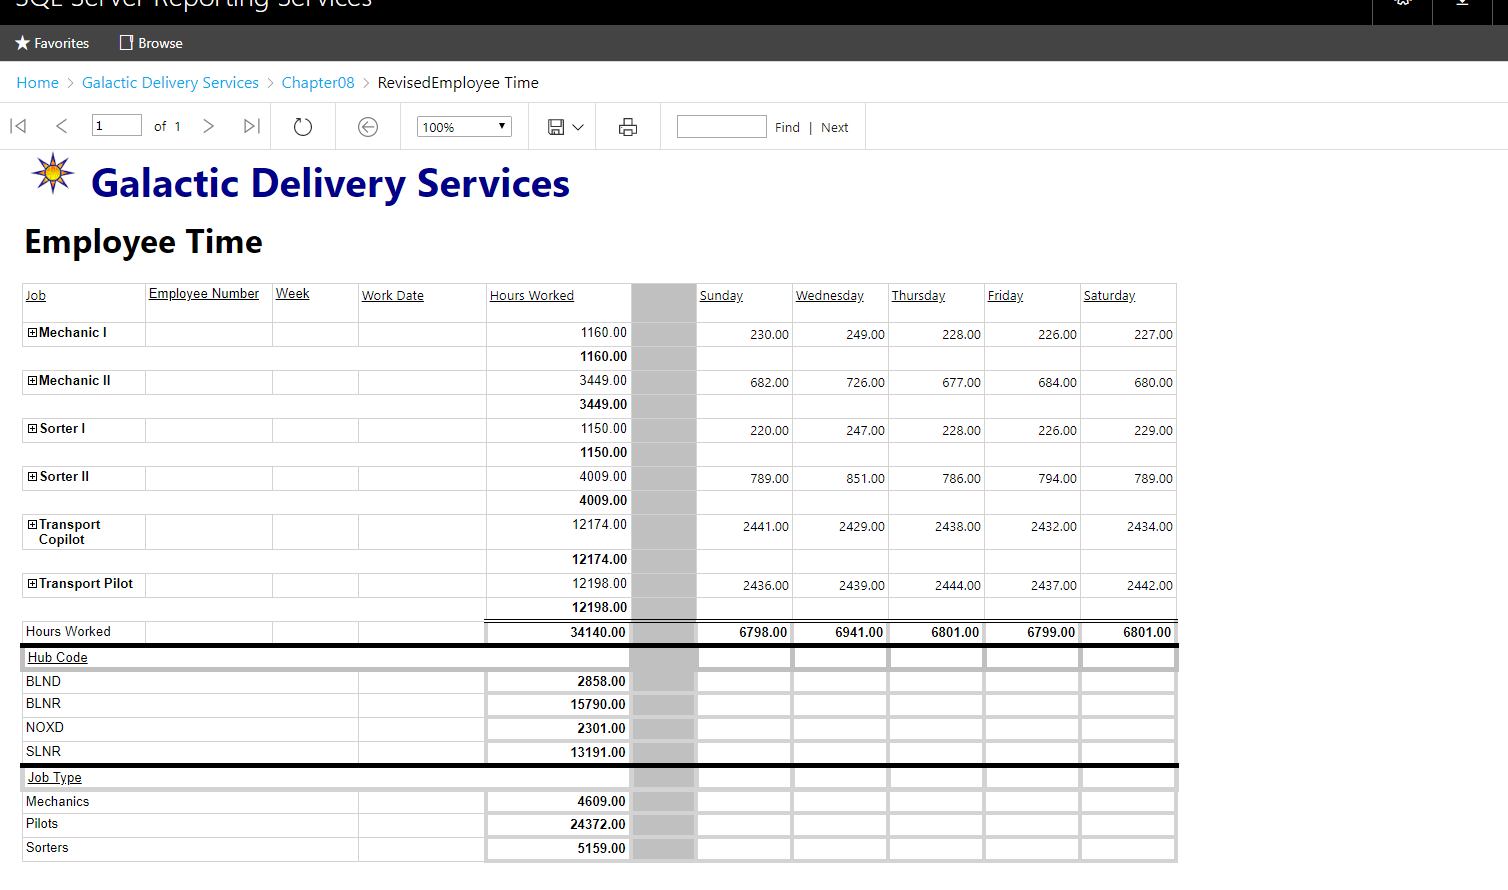 SQL Server Reporting Services
Favorites Browse
Home > Galactic Delivery Services > Chapter08 > RevisedEmployee Time
1 of 1 100% Find | Next
Galactic Delivery Services
Employee Time
Job Employee Number Week Work Date Hours Worked Sunday Wednesday Thursday Friday Saturday
Mechanic I 1160.00 230.00 249.00 228.00 226.00 227.00
1160.00
Mechanic II 3449.00 682.00 726.00 677.00 684.00 680.00
3449.00
Sorter I 1150.00 220.00 247.00 228.00 226.00 229.00
1150.00
Sorter II 4009.00 789.00 851.00 786.00 794.00 789.00
4009.00
Transport 12174.00 2441.00 2429.00 2438.00 2432.00 2434.00
Copilot
12174.00
Transport Pilot 12198.00 2436.00 2439.00 2444.00 2437.00 2442.00
12198.00
Hours Worked 34140.00 6798.00 6941.00 6801.00 6799.00 6801.00
Hub Code
BLND 2858.00
BLNR 15790.00
NOXD 2301.00
SLNR 13191.00
Job Type
Mechanics 4609.00
Pilots 24372.00
Sorters 5159.00